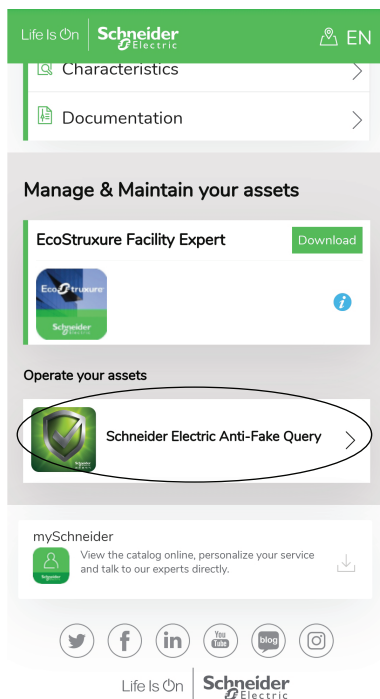 Life Is On Schneider Electric EN
Characteristics
Documentation
Manage & Maintain your assets
EcoStruxure Facility Expert Download
EcoStruxure
Schneider
Electric
Operate your assets
Schneider Electric Anti-Fake Query
mySchneider
View the catalog online, personalize your service
and talk to our experts directly.
Schneider
f in You Tube blog
Life Is On Schneider Electric